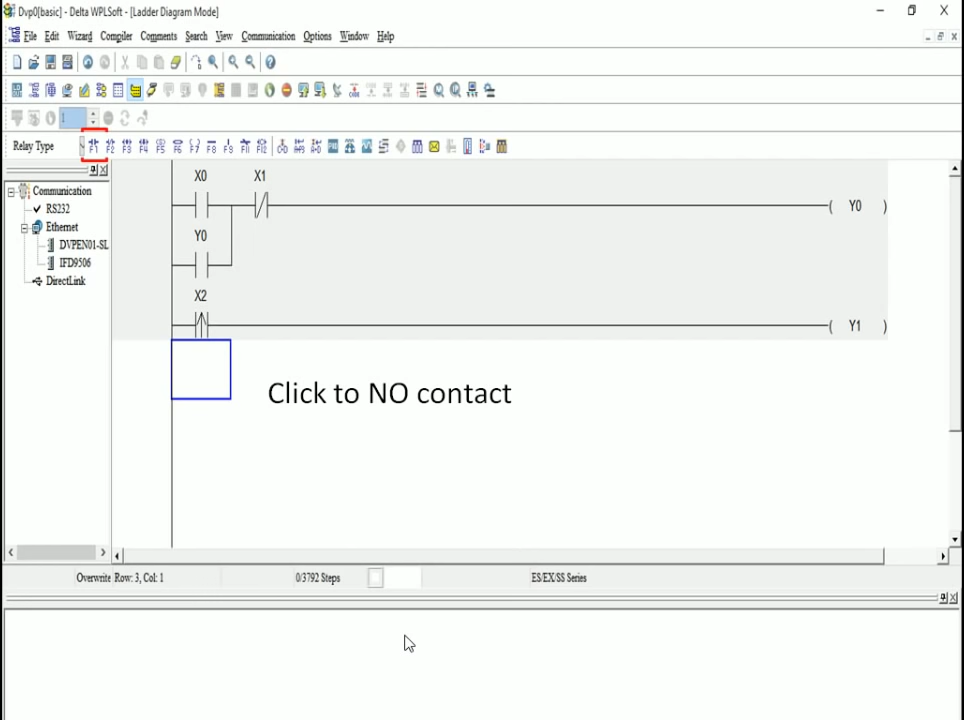 Dvp0[basic] - Delta WPLSoft - [Ladder Diagram Mode]
File Edit Wizard Compiler Comments Search View Communication Options Window Help
1
Relay Type F1 F2 F3 F4 F5 F6 F7 F8 F9 F11 F12
Communication
RS232
Ethernet
DVPEN01-SL
IFD9506
DirectLink
X0 X1
Y0
Y0
X2
Y1
Click to NO contact
Overwrite Row: 3, Col: 1 0/3792 Steps ES/EX/SS Series